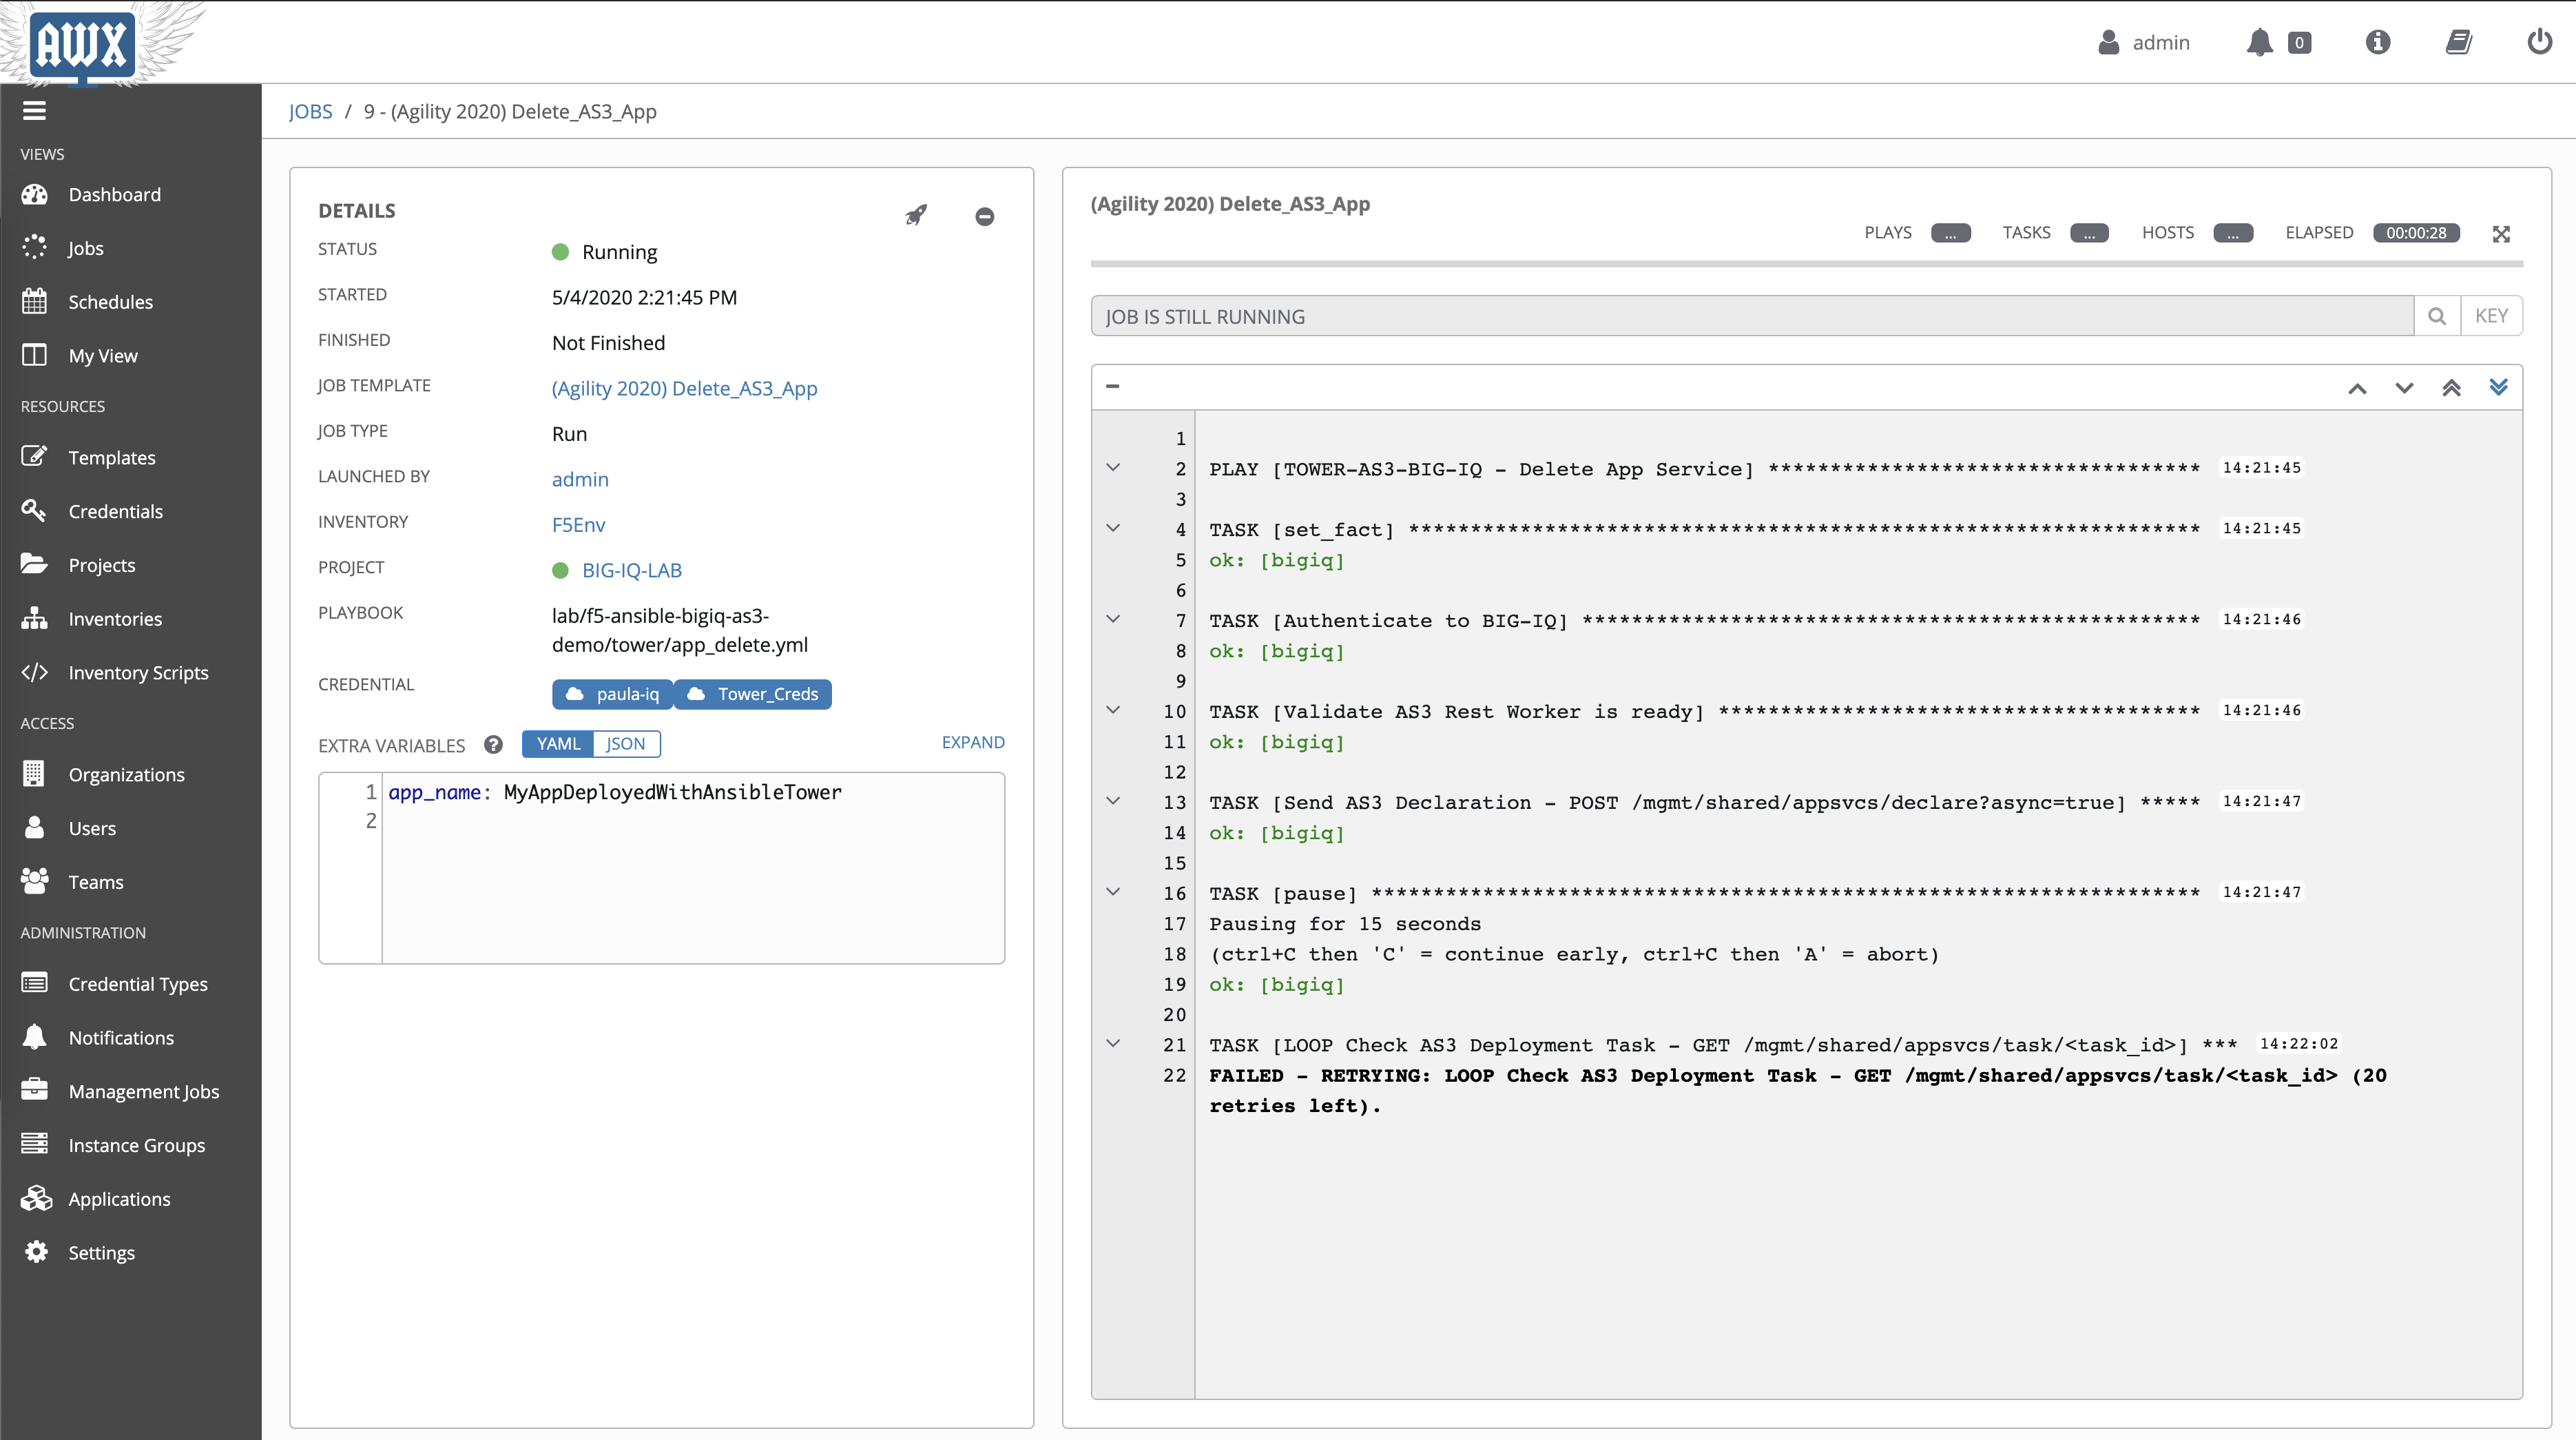 AWX
admin
0
VIEWS
Dashboard
Jobs
Schedules
My View
RESOURCES
Templates
Credentials
Projects
Inventories
Inventory Scripts
ACCESS
Organizations
Users
Teams
ADMINISTRATION
Credential Types
Notifications
Management Jobs
Instance Groups
Applications
Settings
JOBS / 9 - (Agility 2020) Delete_AS3_App
DETAILS
STATUS Running
STARTED 5/4/2020 2:21:45 PM
FINISHED Not Finished
JOB TEMPLATE (Agility 2020) Delete_AS3_App
JOB TYPE Run
LAUNCHED BY admin
INVENTORY F5Env
PROJECT BIG-IQ-LAB
PLAYBOOK lab/f5-ansible-bigiq-as3-
demo/tower/app_delete.yml
CREDENTIAL paula-iq Tower_Creds
EXTRA VARIABLES ? YAML JSON EXPAND
1 app_name: MyAppDeployedWithAnsibleTower
2
(Agility 2020) Delete_AS3_App
PLAYS ... TASKS ... HOSTS ... ELAPSED 00:00:28
JOB IS STILL RUNNING KEY
1
2 PLAY [TOWER-AS3-BIG-IQ - Delete App Service] *********************************** 14:21:45
3
4 TASK [set_fact] **************************************************************** 14:21:45
5 ok: [bigiq]
6
7 TASK [Authenticate to BIG-IQ] ************************************************** 14:21:46
8 ok: [bigiq]
9
10 TASK [Validate AS3 Rest Worker is ready] *************************************** 14:21:46
11 ok: [bigiq]
12
13 TASK [Send AS3 Declaration - POST /mgmt/shared/appsvcs/declare?async=true] ***** 14:21:47
14 ok: [bigiq]
15
16 TASK [pause] ******************************************************************* 14:21:47
17 Pausing for 15 seconds
18 (ctrl+C then 'C' = continue early, ctrl+C then 'A' = abort)
19 ok: [bigiq]
20
21 TASK [LOOP Check AS3 Deployment Task - GET /mgmt/shared/appsvcs/task/<task_id>] *** 14:22:02
22 FAILED - RETRYING: LOOP Check AS3 Deployment Task - GET /mgmt/shared/appsvcs/task/<task_id> (20
retries left).